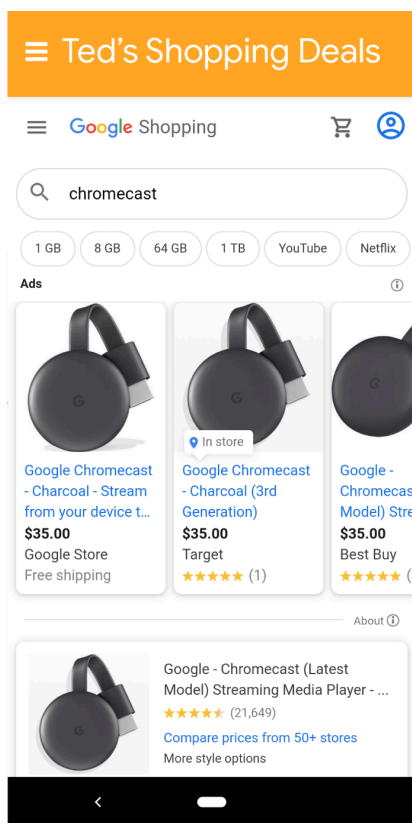 Ted's Shopping Deals
Google Shopping
chromecast
1 GB
8 GB
64 GB
1 TB
YouTube
Netflix
Ads
Google Chromecast
- Charcoal - Stream
from your device t...
$35.00
Google Store
Free shipping
In store
Google Chromecast
- Charcoal (3rd
Generation)
$35.00
Target
(1)
Google -
Chromecas
Model) Stre
$35.00
Best Buy
(
About
Google - Chromecast (Latest
Model) Streaming Media Player - ...
(21,649)
Compare prices from 50+ stores
More style options